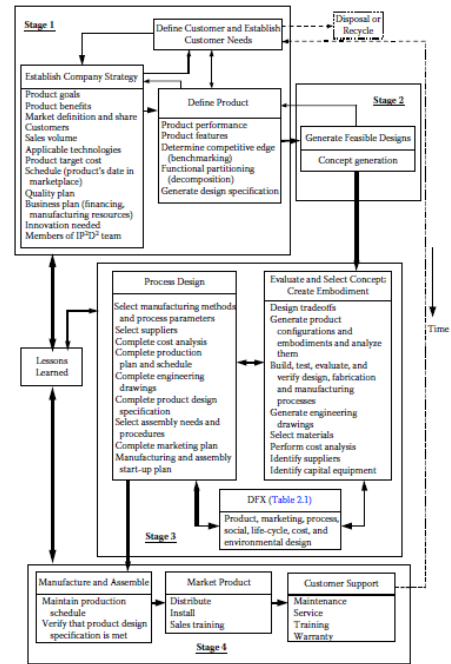 Stage 1
Define Customer and Establish
Customer Needs
Disposal or
Recycle
Establish Company Strategy
Product goals
Product benefits
Market definition and share
Customers
Sales volume
Applicable technologies
Product target cost
Schedule (product's date in
marketplace)
Quality plan
Business plan (financing,
manufacturing resources)
Innovation needed
Members of IP²D² team
Define Product
Product performance
Product features
Determine competitive edge
(benchmarking)
Functional partitioning
(decomposition)
Generate design specification
Stage 2
Generate Feasible Designs
Concept generation
Time
Lessons
Learned
Process Design
Select manufacturing methods
and process parameters
Select suppliers
Complete cost analysis
Complete production
plan and schedule
Complete engineering
drawings
Complete product design
specification
Select assembly needs and
procedures
Complete marketing plan
Manufacturing and assembly
start-up plan
Evaluate and Select Concept;
Create Embodiment
Design tradeoffs
Generate product
configurations and
embodiments and analyze
them
Build, test, evaluate, and
verify design, fabrication
and manufacturing
processes
Generate engineering
drawings
Select materials
Perform cost analysis
Identify suppliers
Identify capital equipment
DFX (Table 2.1)
Product, marketing, process,
social, life-cycle, cost, and
environmental design
Stage 3
Manufacture and Assemble
Maintain production
schedule
Verify that product design
specification is met
Market Product
Distribute
Install
Sales training
Customer Support
Maintenance
Service
Training
Warranty
Stage 4